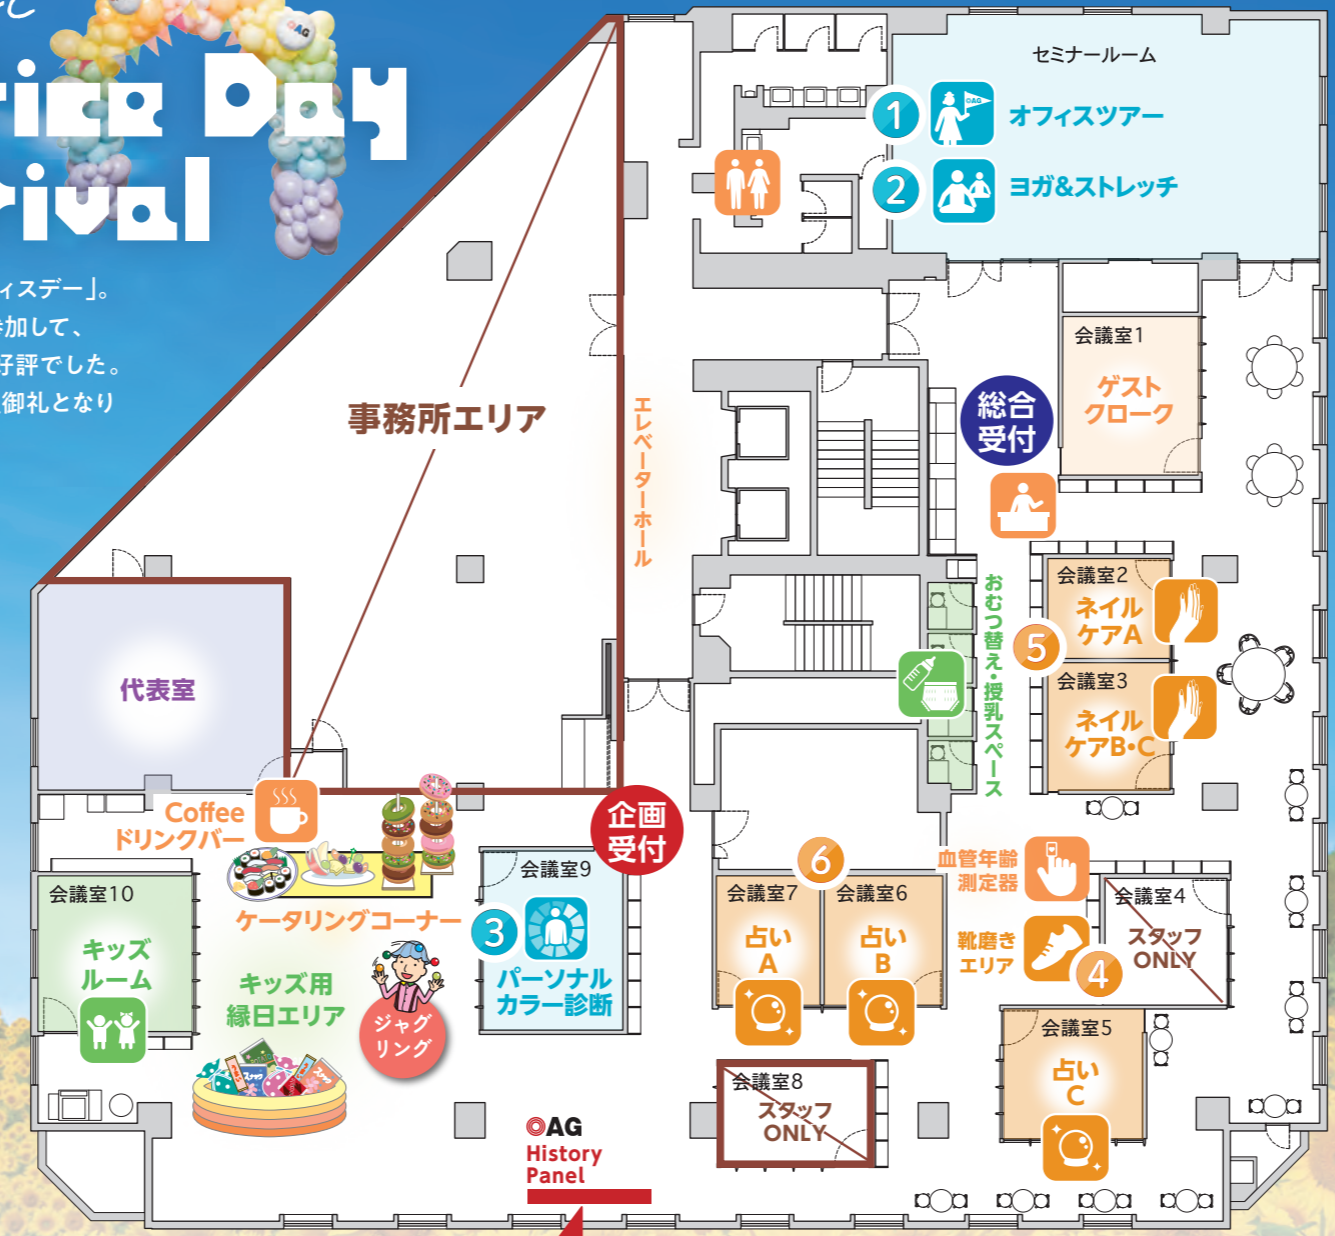 AG
ice Day
rival
ィスデー」。
参加して、
好評でした。
御礼となり
セミナールーム
1
OAG
オフィスツアー
2
ヨガ&ストレッチ
事務所エリア
エレベーターホール
総合
受付
会議室1
ゲスト
クローク
代表室
おむつ替え・授乳スペース
5
会議室2
ネイル
ケアA
会議室3
ネイル
ケアB・C
Coffee
ドリンクバー
ケータリングコーナー
企画
受付
会議室9
3
パーソナル
カラー診断
会議室10
キッズ
ルーム
キッズ用
縁日エリア
ジャグ
リング
スナック
6
会議室7
占い
A
会議室6
占い
B
血管年齢
測定器
靴磨き
エリア
4
会議室4
スタッフ
ONLY
会議室5
占い
C
会議室8
スタッフ
ONLY
OAG
History
Panel